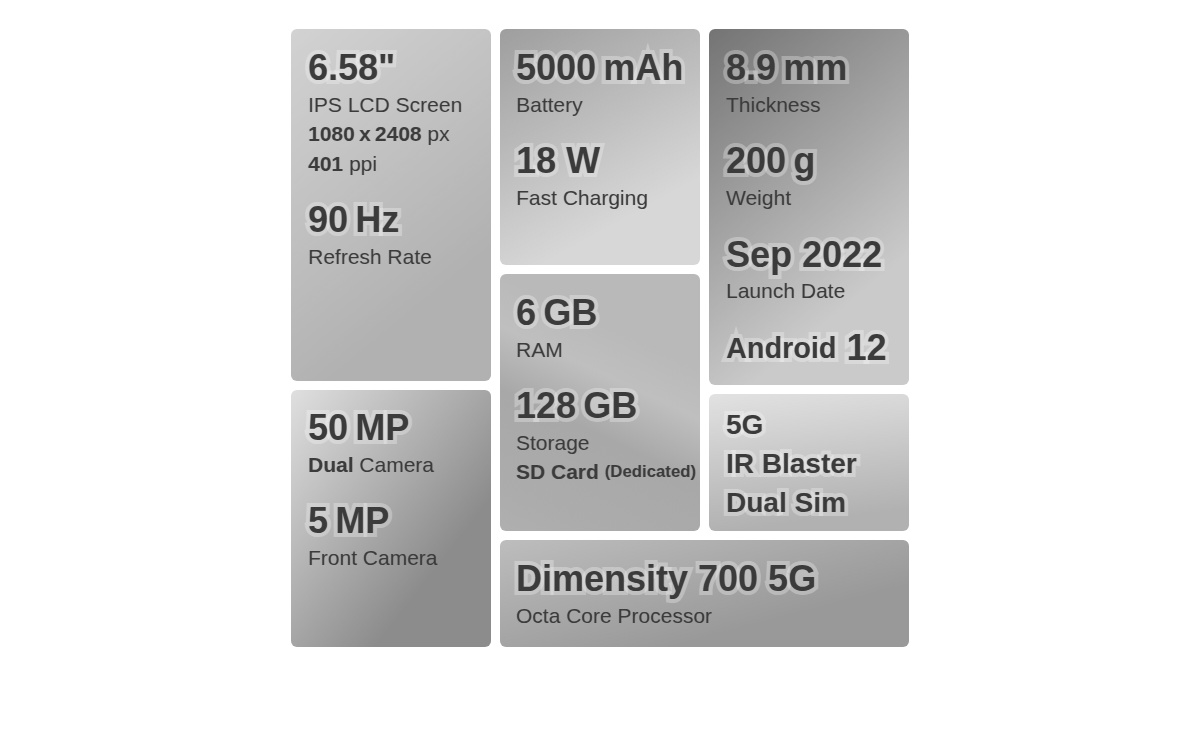 6.58"
IPS LCD Screen
1080 x 2408 px
401 ppi
90 Hz
Refresh Rate
50 MP
Dual Camera
5 MP
Front Camera
5000 mAh
Battery
18 W
Fast Charging
6 GB
RAM
128 GB
Storage
SD Card (Dedicated)
8.9 mm
Thickness
200 g
Weight
Sep 2022
Launch Date
Android 12
5G
IR Blaster
Dual Sim
Dimensity 700 5G
Octa Core Processor